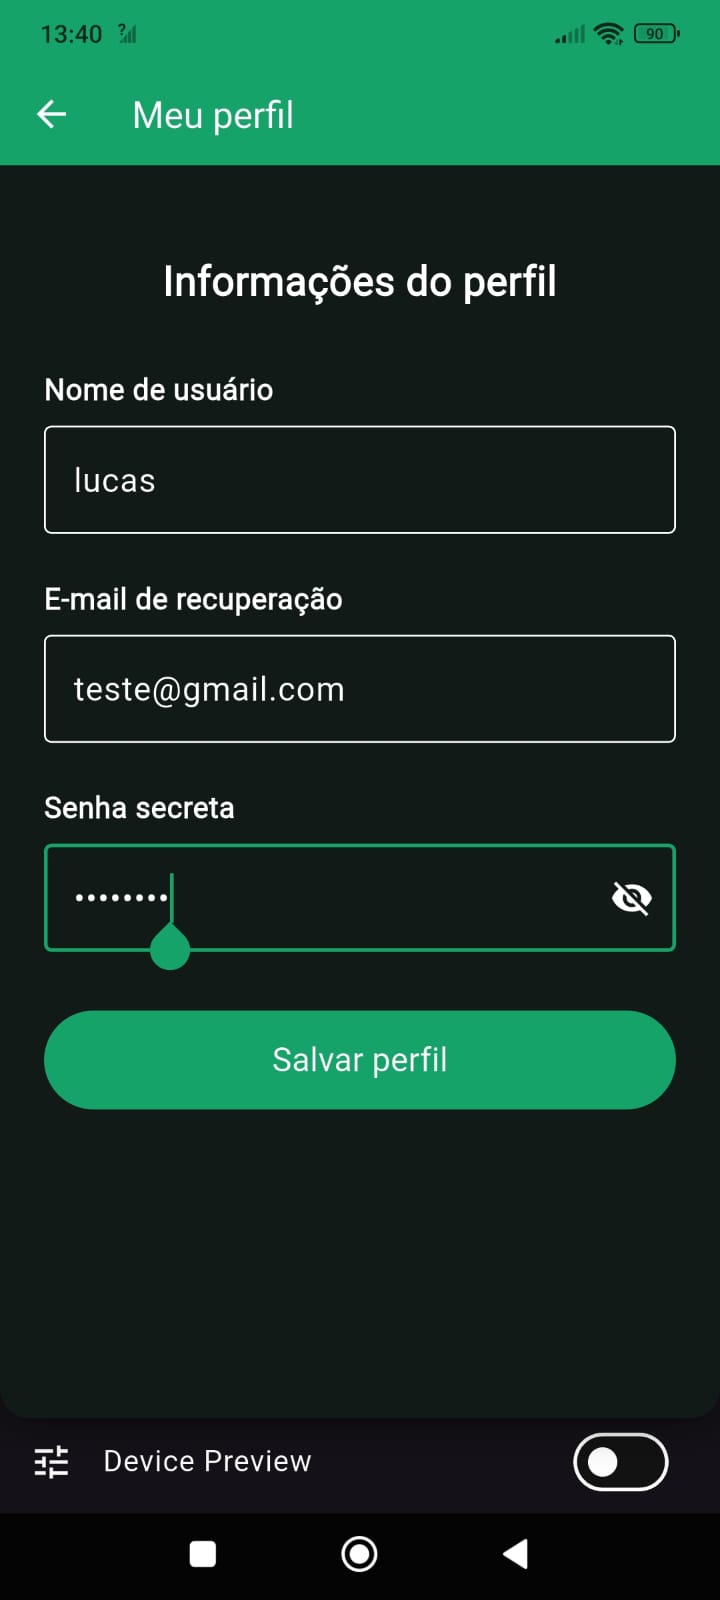 13:40
90
Meu perfil
Informações do perfil
Nome de usuário
lucas
E-mail de recuperação
teste@gmail.com
Senha secreta
••••••••
Salvar perfil
Device Preview